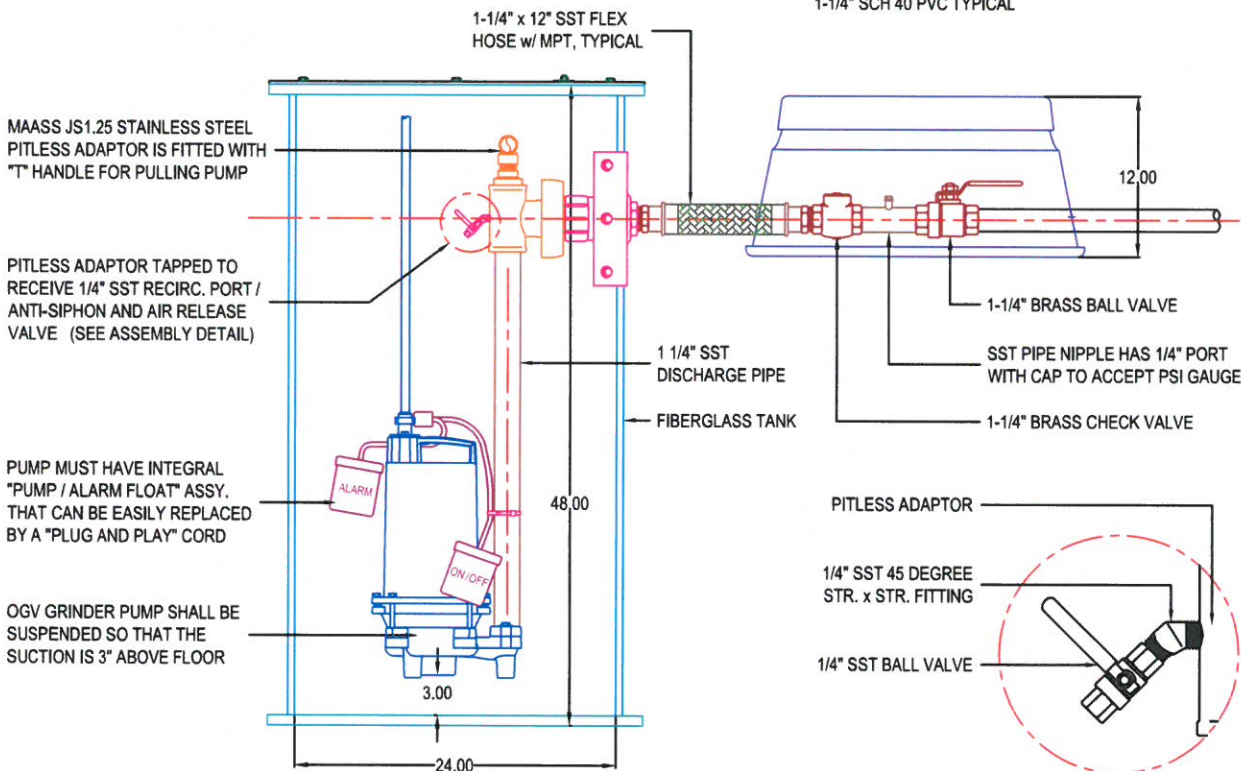 1-1/4" SCH 40 PVC TYPICAL
1-1/4" x 12" SST FLEX
HOSE w/ MPT, TYPICAL
MAASS JS1.25 STAINLESS STEEL
PITLESS ADAPTOR IS FITTED WITH
"T" HANDLE FOR PULLING PUMP
12.00
PITLESS ADAPTOR TAPPED TO
RECEIVE 1/4" SST RECIRC. PORT /
ANTI-SIPHON AND AIR RELEASE
VALVE (SEE ASSEMBLY DETAIL)
1-1/4" BRASS BALL VALVE
SST PIPE NIPPLE HAS 1/4" PORT
WITH CAP TO ACCEPT PSI GAUGE
1-1/4" BRASS CHECK VALVE
1 1/4" SST
DISCHARGE PIPE
FIBERGLASS TANK
PUMP MUST HAVE INTEGRAL
"PUMP / ALARM FLOAT" ASSY.
THAT CAN BE EASILY REPLACED
BY A "PLUG AND PLAY" CORD
ALARM
48.00
ON/OFF
OGV GRINDER PUMP SHALL BE
SUSPENDED SO THAT THE
SUCTION IS 3" ABOVE FLOOR
3.00
24.00
PITLESS ADAPTOR
1/4" SST 45 DEGREE
STR. x STR. FITTING
1/4" SST BALL VALVE